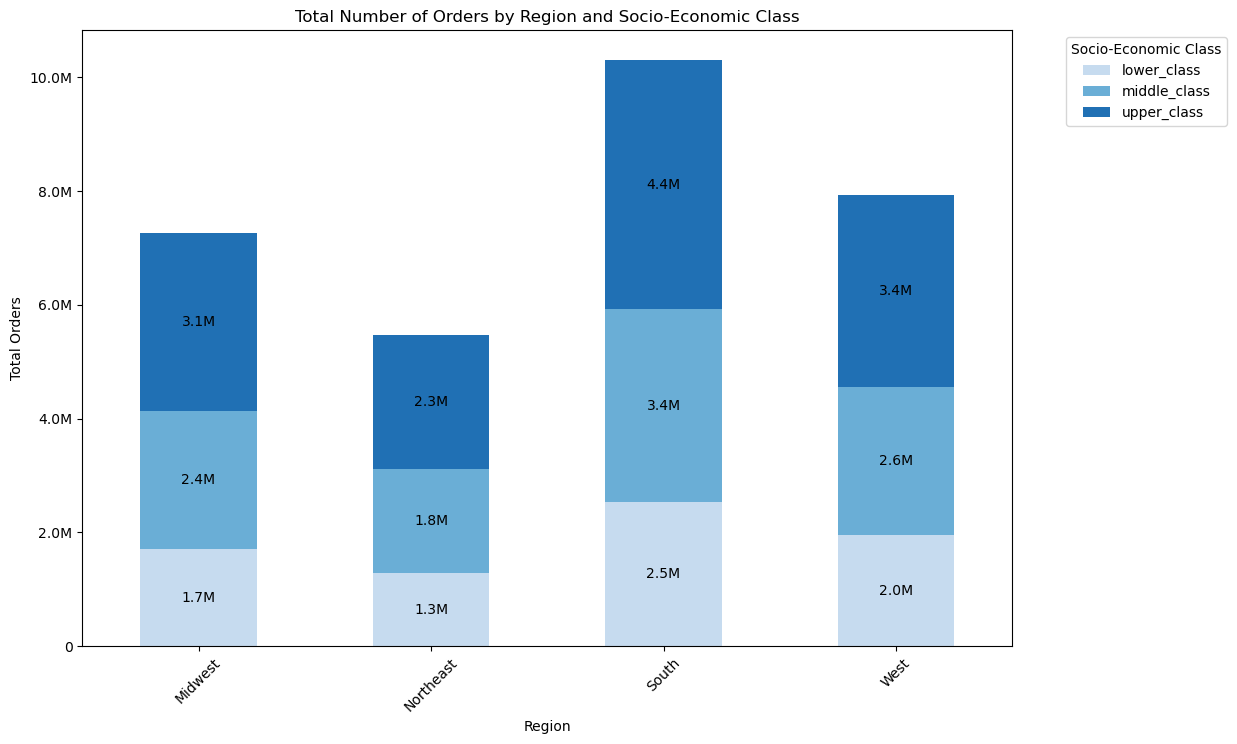 Total Number of Orders by Region and Socio-Economic Class
Socio-Economic Class
lower_class
middle_class
upper_class
Total Orders
10.0M
8.0M
6.0M
4.0M
2.0M
0
3.1M
2.4M
1.7M
2.3M
1.8M
1.3M
4.4M
3.4M
2.5M
3.4M
2.6M
2.0M
Midwest
Northeast
South
West
Region